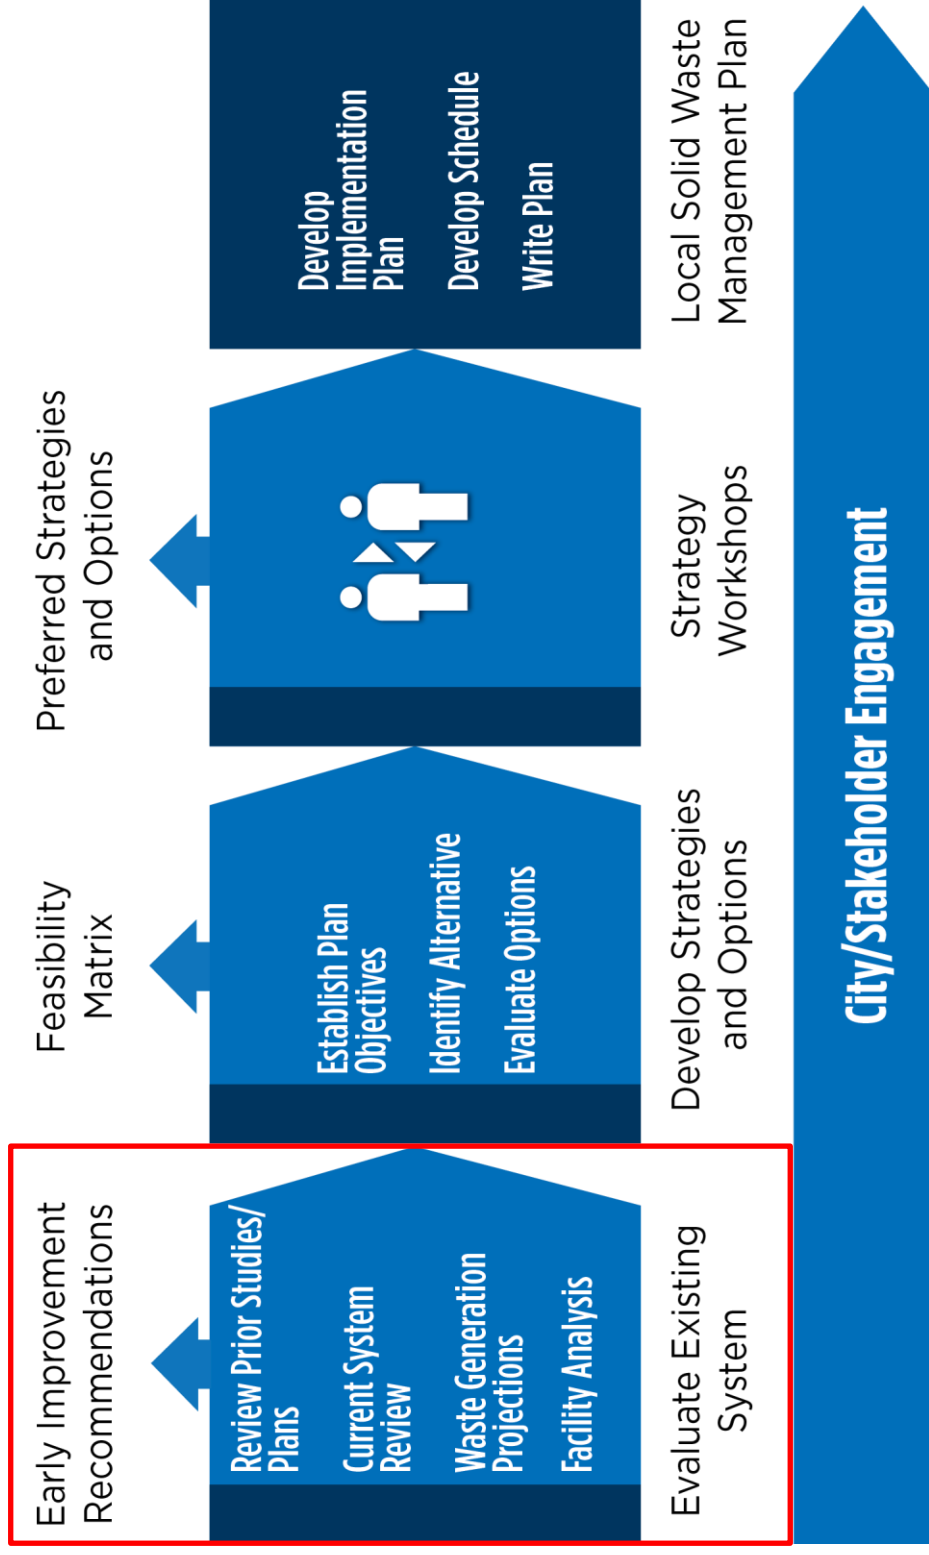 Early Improvement
Recommendations
Review Prior Studies/
Plans
Current System
Review
Waste Generation
Projections
Facility Analysis
Evaluate Existing
System
Feasibility
Matrix
Establish Plan
Objectives
Identify Alternative
Evaluate Options
Develop Strategies
and Options
Preferred Strategies
and Options
Strategy
Workshops
Develop
Implementation
Plan
Develop Schedule
Write Plan
Local Solid Waste
Management Plan
City/Stakeholder Engagement